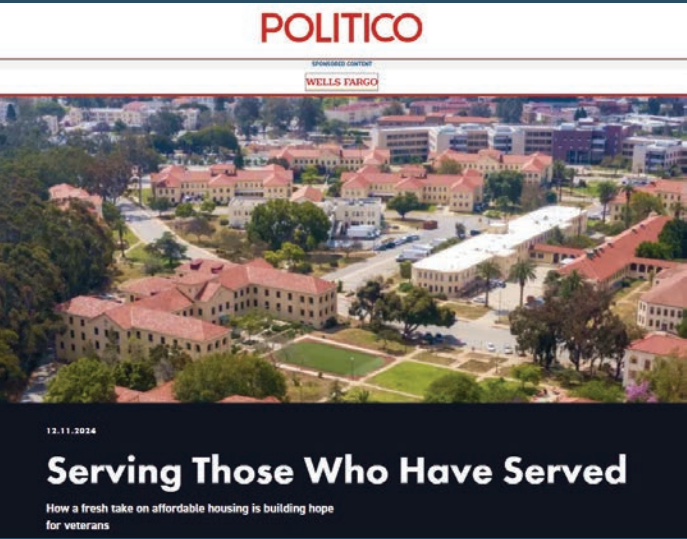 POLITICO
SPONSORED CONTENT
WELLS FARGO
12.11.2024
Serving Those Who Have Served
How a fresh take on affordable housing is building hope
for veterans